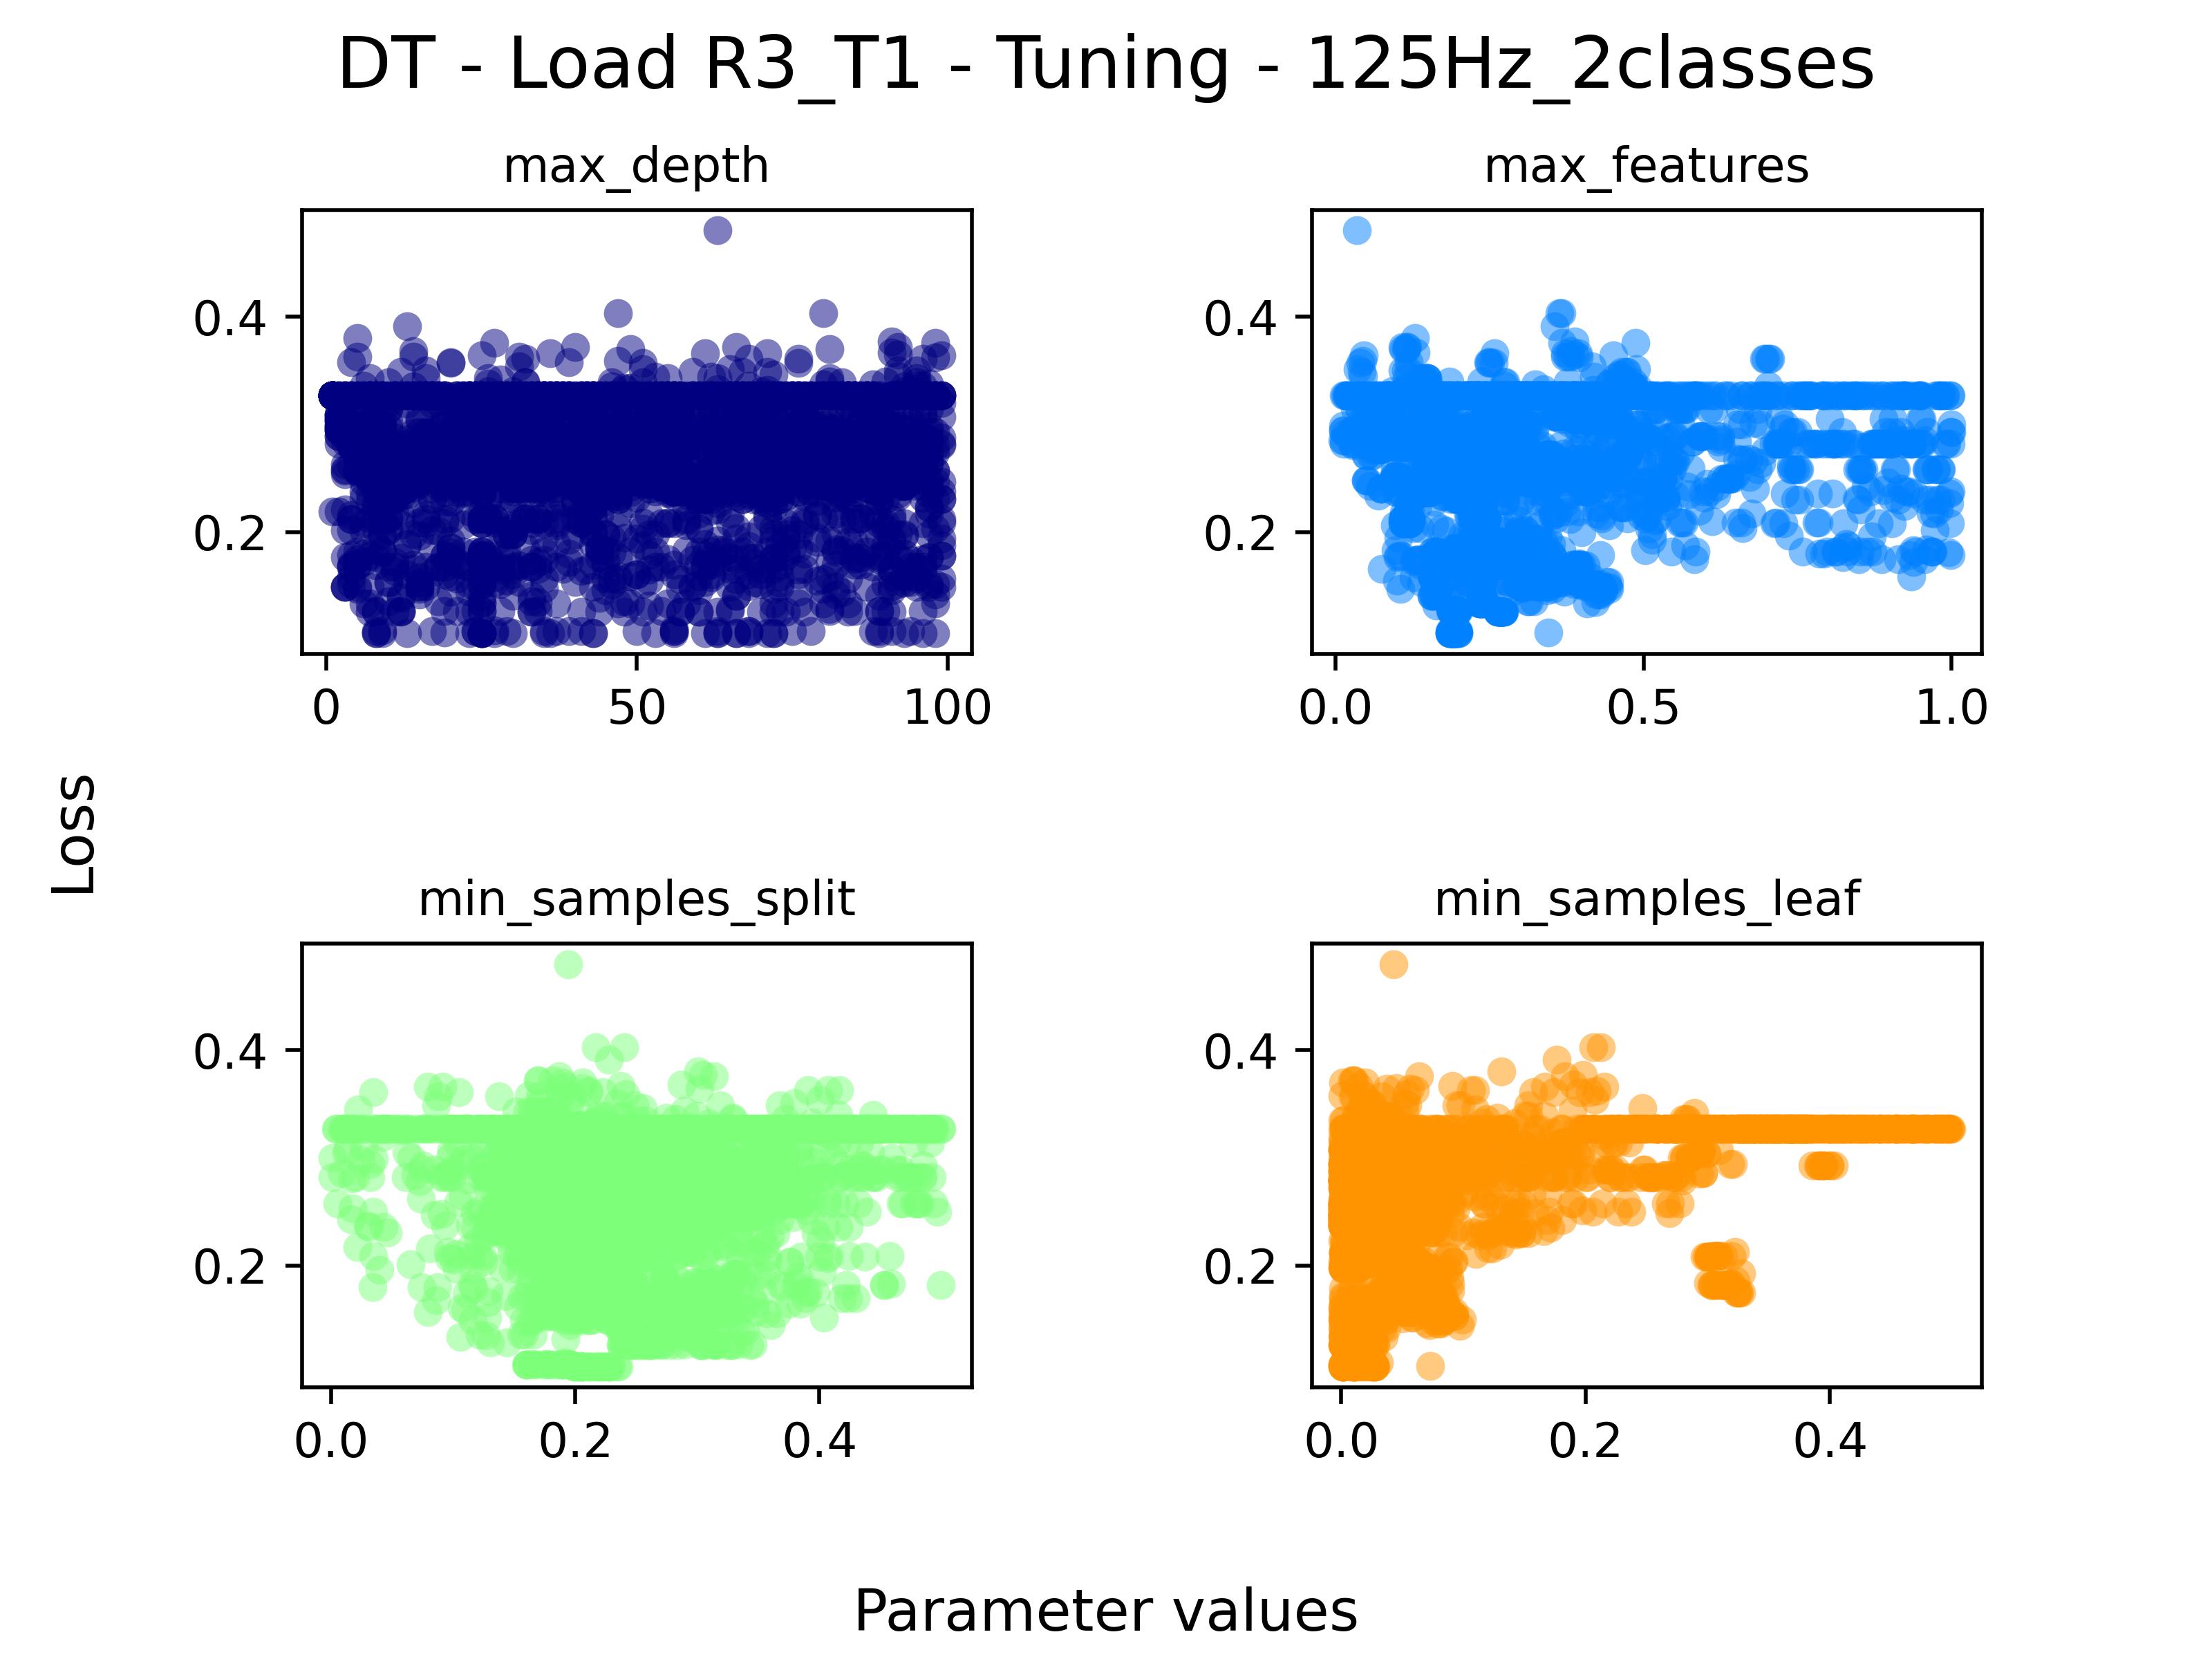 DT - Load R3_T1 - Tuning - 125Hz_2classes
max_depth
max_features
0.4
0.2
0 50 100
0.4
0.2
0.0 0.5 1.0
Loss
min_samples_split
min_samples_leaf
0.4
0.2
0.0 0.2 0.4
0.4
0.2
0.0 0.2 0.4
Parameter values